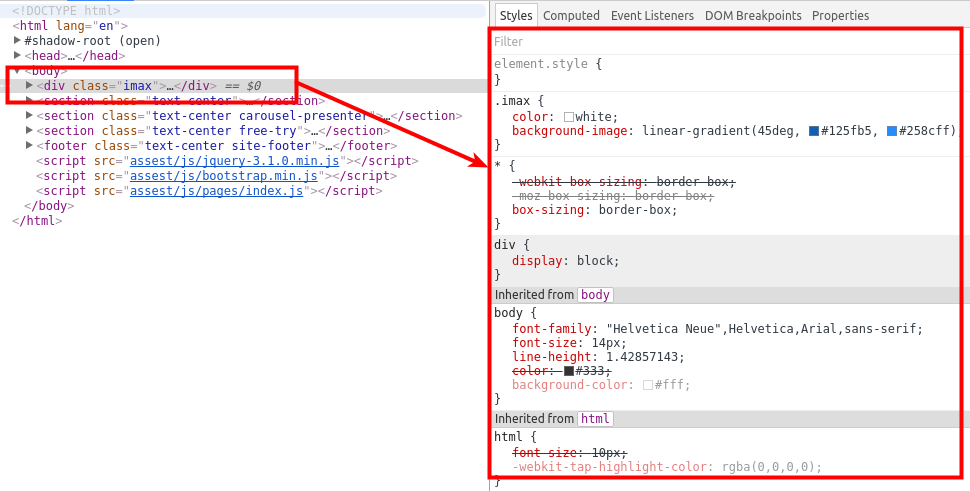 <!DOCTYPE html>
<html lang="en">
#shadow-root (open)
<head>…</head>
<body>
<div class="imax">…</div> == $0
<section class="text-center">…</section>
<section class="text-center carousel-presenter">…</section>
<section class="text-center free-try">…</section>
<footer class="text-center site-footer">…</footer>
<script src="assest/js/jquery-3.1.0.min.js"></script>
<script src="assest/js/bootstrap.min.js"></script>
<script src="assest/js/pages/index.js"></script>
</body>
</html>
Styles Computed Event Listeners DOM Breakpoints Properties
Filter
element.style {
}
.imax {
color: white;
background-image: linear-gradient(45deg, #125fb5, #258cff)
}
* {
-webkit-box-sizing: border-box;
-moz-box-sizing: border-box;
box-sizing: border-box;
}
div {
display: block;
}
Inherited from body
body {
font-family: "Helvetica Neue",Helvetica,Arial,sans-serif;
font-size: 14px;
line-height: 1.42857143;
color: #333;
background-color: #fff;
}
Inherited from html
html {
font-size: 10px;
-webkit-tap-highlight-color: rgba(0,0,0,0);
}